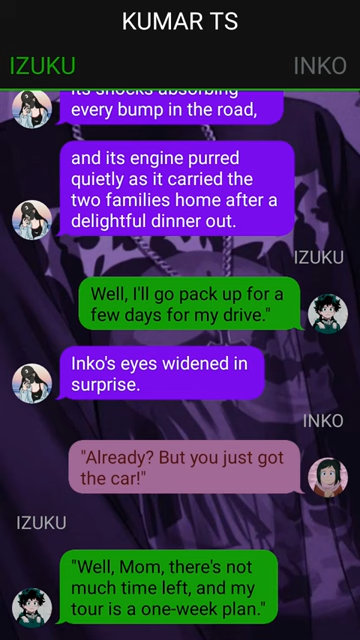 KUMAR TS
IZUKU
INKO
its shocks absorbing
every bump in the road,
and its engine purred
quietly as it carried the
two families home after a
delightful dinner out.
IZUKU
Well, I'll go pack up for a
few days for my drive."
Inko's eyes widened in
surprise.
INKO
"Already? But you just got
the car!"
IZUKU
"Well, Mom, there's not
much time left, and my
tour is a one-week plan."